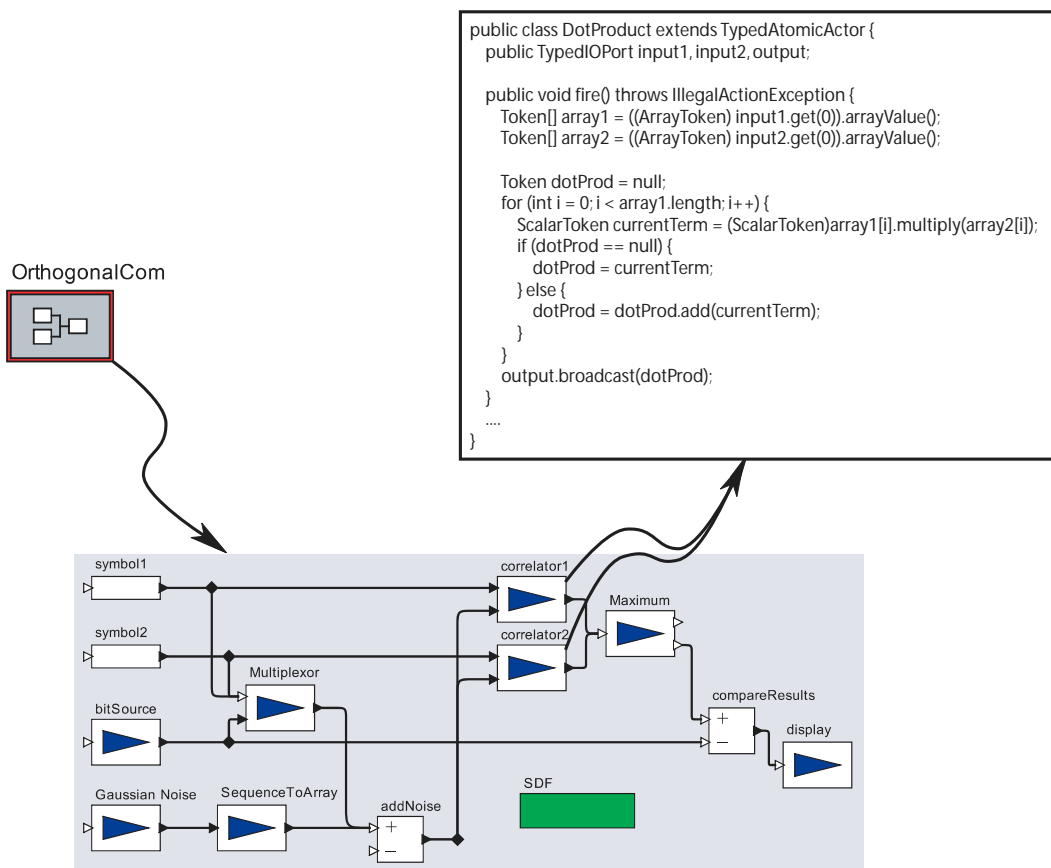 public class DotProduct extends TypedAtomicActor {
public TypedIOPort input1, input2, output;
public void fire() throws IllegalActionException {
Token[] array1 = ((ArrayToken) input1.get(0)).arrayValue();
Token[] array2 = ((ArrayToken) input2.get(0)).arrayValue();
Token dotProd = null;
for (int i = 0; i < array1.length; i++) {
ScalarToken currentTerm = (ScalarToken)array1[i].multiply(array2[i]);
if (dotProd == null) {
dotProd = currentTerm;
} else {
dotProd = dotProd.add(currentTerm);
}
}
output.broadcast(dotProd);
}
....
}
OrthogonalCom
symbol1
correlator1
Maximum
symbol2
correlator2
Multiplexor
compareResults
+
−
bitSource
display
SDF
Gaussian Noise
SequenceToArray
addNoise
+
−